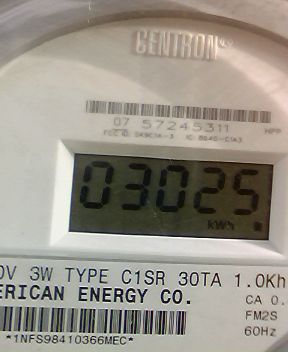 CENTRON
07 57245311
HPP
03025
kWh
0V 3W TYPE C1SR 30TA 1.0Kh
ERICAN ENERGY CO.
CA 0.
FM2S
60Hz
*1NFS98410366MEC*